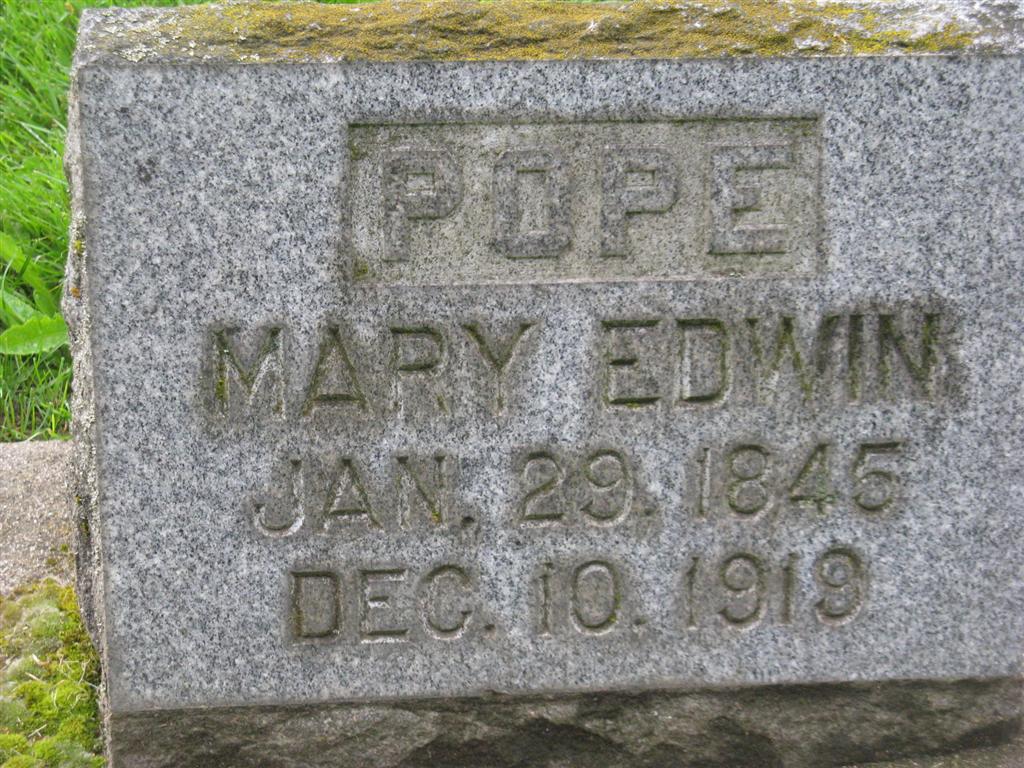 POPE
MARY EDWIN
JAN. 29. 1845
DEC. 10. 1919